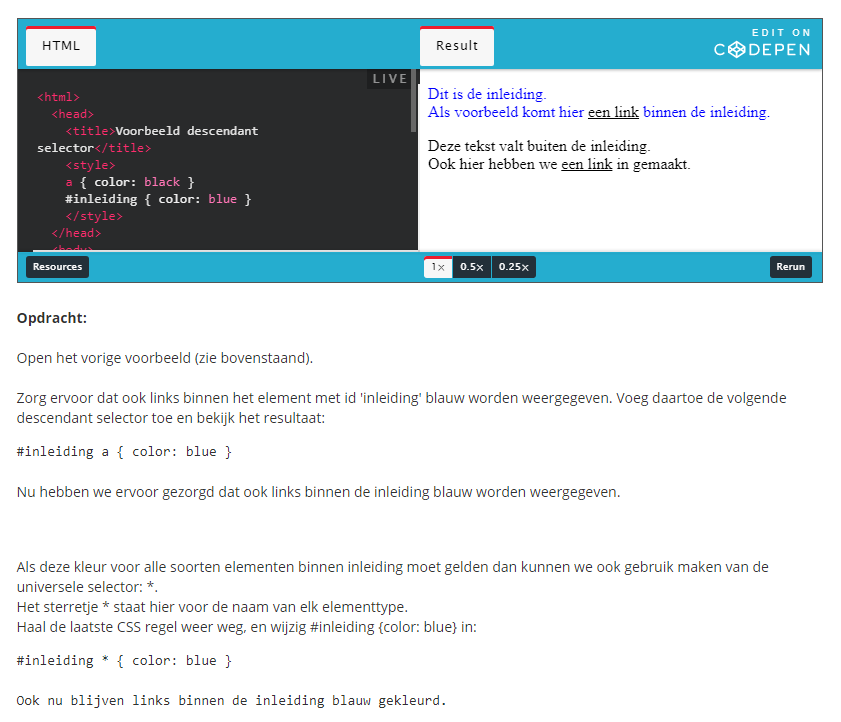 HTML
Result
EDIT ON
CODEPEN
LIVE
<html>
<head>
<title>Voorbeeld descendant
selector</title>
<style>
a { color: black }
#inleiding { color: blue }
</style>
</head>
<body>
Dit is de inleiding.
Als voorbeeld komt hier een link binnen de inleiding.
Deze tekst valt buiten de inleiding.
Ook hier hebben we een link in gemaakt.
Resources
1x
0.5x
0.25x
Rerun
Opdracht:
Open het vorige voorbeeld (zie bovenstaand).
Zorg ervoor dat ook links binnen het element met id 'inleiding' blauw worden weergegeven. Voeg daartoe de volgende
descendant selector toe en bekijk het resultaat:
#inleiding a { color: blue }
Nu hebben we ervoor gezorgd dat ook links binnen de inleiding blauw worden weergegeven.
Als deze kleur voor alle soorten elementen binnen inleiding moet gelden dan kunnen we ook gebruik maken van de
universele selector: *.
Het sterretje * staat hier voor de naam van elk elementtype.
Haal de laatste CSS regel weer weg, en wijzig #inleiding {color: blue} in:
#inleiding * { color: blue }
Ook nu blijven links binnen de inleiding blauw gekleurd.